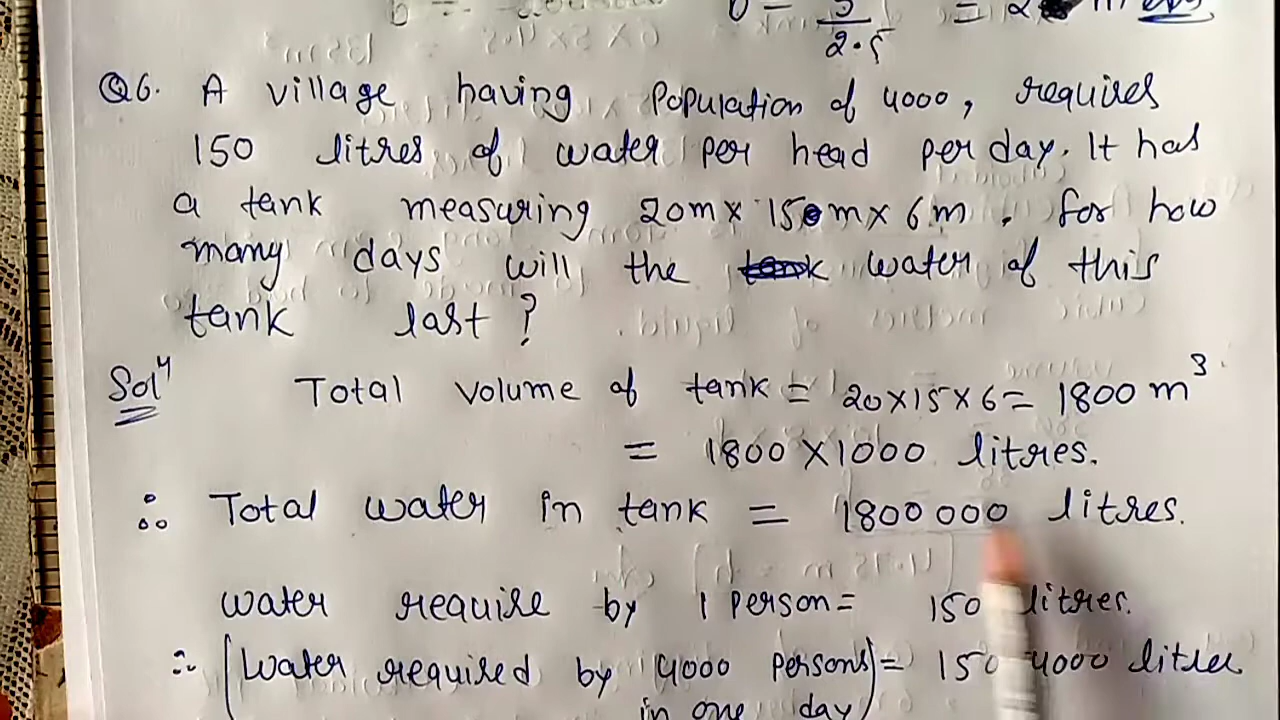 Q6. A village having Population of 4000, requires
150 litres of water per head per day. It has
a tank measuring 20m × 15m × 6m. for how
many days will the water of this
tank last?
Solⁿ Total volume of tank = 20×15×6 = 1800 m³
= 1800 × 1000 litres.
∴ Total water in tank = 1800 000 litres.
water require by 1 person = 150 litres.
∴ (Water required by 4000 persons) = 150 4000 litres
in one day